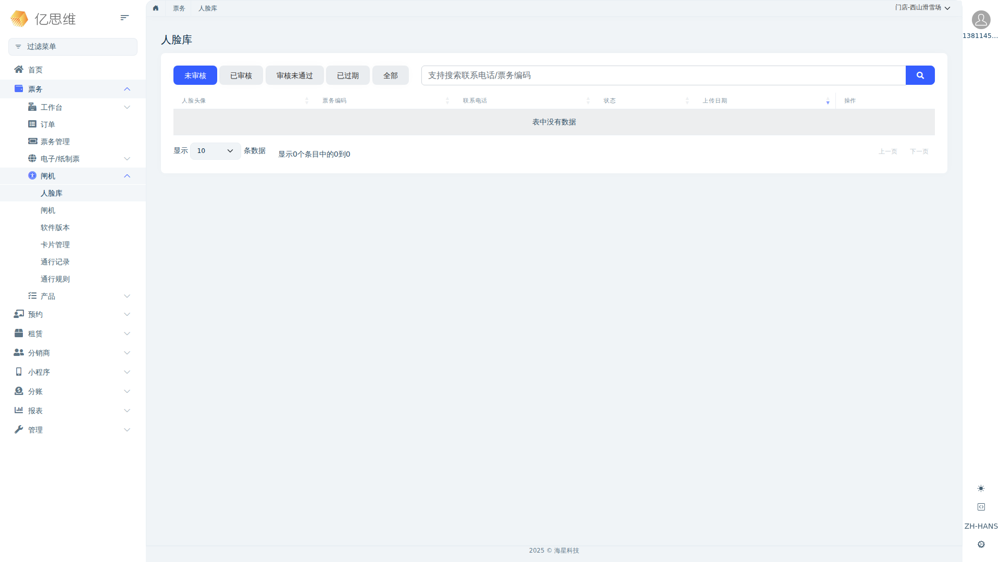 亿思维
过滤菜单
首页
票务
工作台
订单
票务管理
电子/纸制票
闸机
人脸库
闸机
软件版本
卡片管理
通行记录
通行规则
产品
预约
租赁
分销商
小程序
分账
报表
管理
票务 人脸库
门店-西山滑雪场
人脸库
未审核 已审核 审核未通过 已过期 全部
支持搜索联系电话/票务编码
人脸头像 票务编码 联系电话 状态 上传日期 操作
表中没有数据
显示 10 条数据 显示0个条目中的0到0
上一页 下一页
2025 © 海星科技
1381145...
ZH-HANS